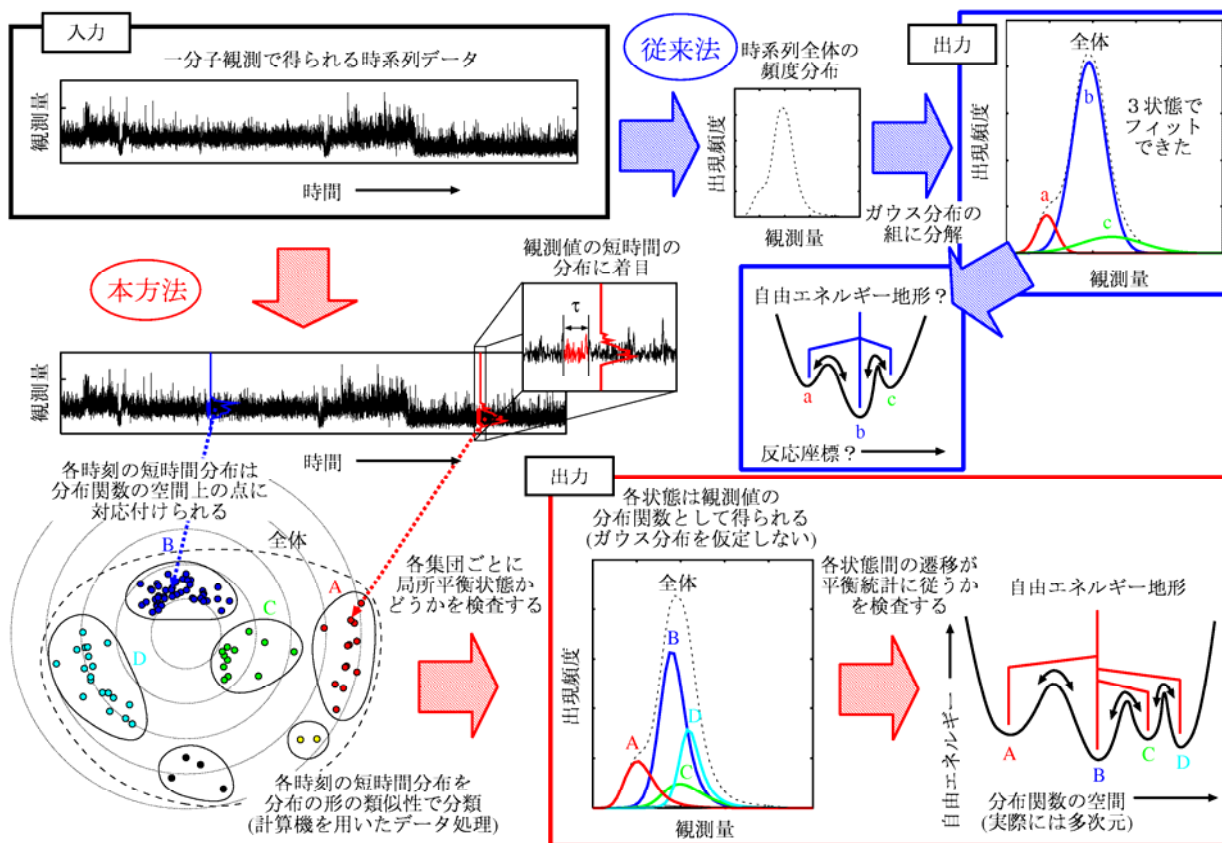 入力
一分子観測で得られる時系列データ
観測量
時間
従来法
時系列全体の
頻度分布
出現頻度
観測量
ガウス分布の
組に分解
出力
全体
b
3状態で
フィット
できた
a
c
出現頻度
観測量
自由エネルギー地形？
a
b
c
反応座標？
本方法
観測値の短時間の
分布に着目
τ
観測量
時間
各時刻の短時間分布は
分布関数の空間上の点に
対応付けられる
全体
B
A
C
D
各集団ごとに
局所平衡状態か
どうかを検査する
各時刻の短時間分布を
分布の形の類似性で分類
(計算機を用いたデータ処理)
出力
各状態は観測値の
分布関数として得られる
(ガウス分布を仮定しない)
全体
B
D
A
C
出現頻度
観測量
各状態間の遷移が
平衡統計に従うか
を検査する
自由エネルギー地形
自由エネルギー
A
B
C
D
分布関数の空間
(実際には多次元)